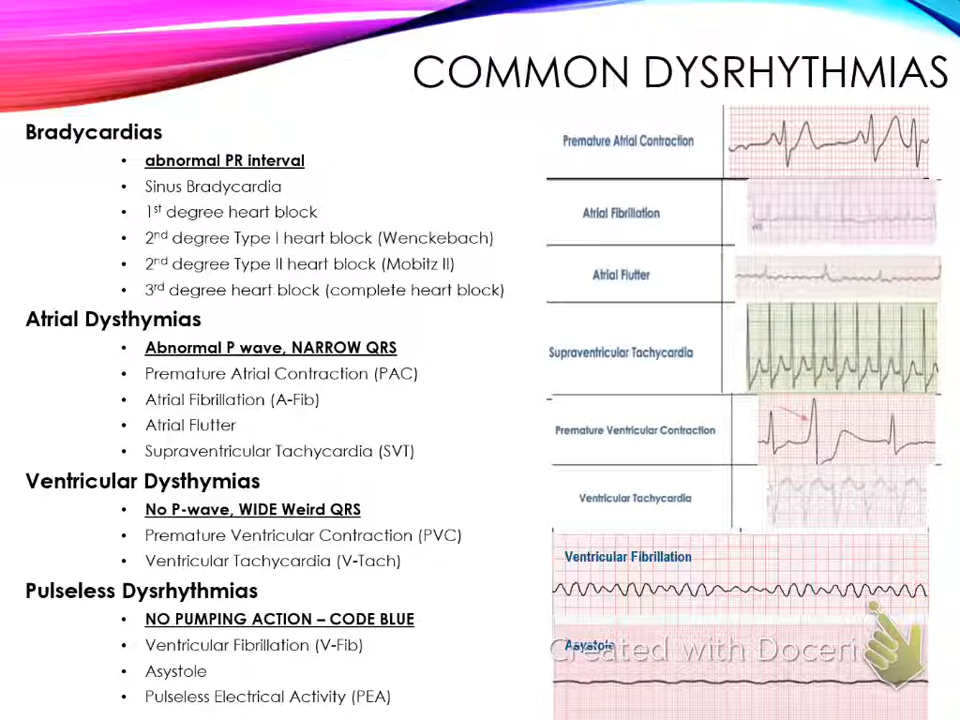 COMMON DYSRHYTHMIAS
Bradycardias
• abnormal PR interval
• Sinus Bradycardia
• 1st degree heart block
• 2nd degree Type I heart block (Wenckebach)
• 2nd degree Type II heart block (Mobitz II)
• 3rd degree heart block (complete heart block)
Atrial Dysthymias
• Abnormal P wave, NARROW QRS
• Premature Atrial Contraction (PAC)
• Atrial Fibrillation (A-Fib)
• Atrial Flutter
• Supraventricular Tachycardia (SVT)
Ventricular Dysthymias
• No P-wave, WIDE Weird QRS
• Premature Ventricular Contraction (PVC)
• Ventricular Tachycardia (V-Tach)
Pulseless Dysrhythmias
• NO PUMPING ACTION – CODE BLUE
• Ventricular Fibrillation (V-Fib)
• Asystole
• Pulseless Electrical Activity (PEA)
Premature Atrial Contraction
Atrial Fibrillation
Atrial Flutter
Supraventricular Tachycardia
Premature Ventricular Contraction
Ventricular Tachycardia
Ventricular Fibrillation
Asystole
Created with Doceri